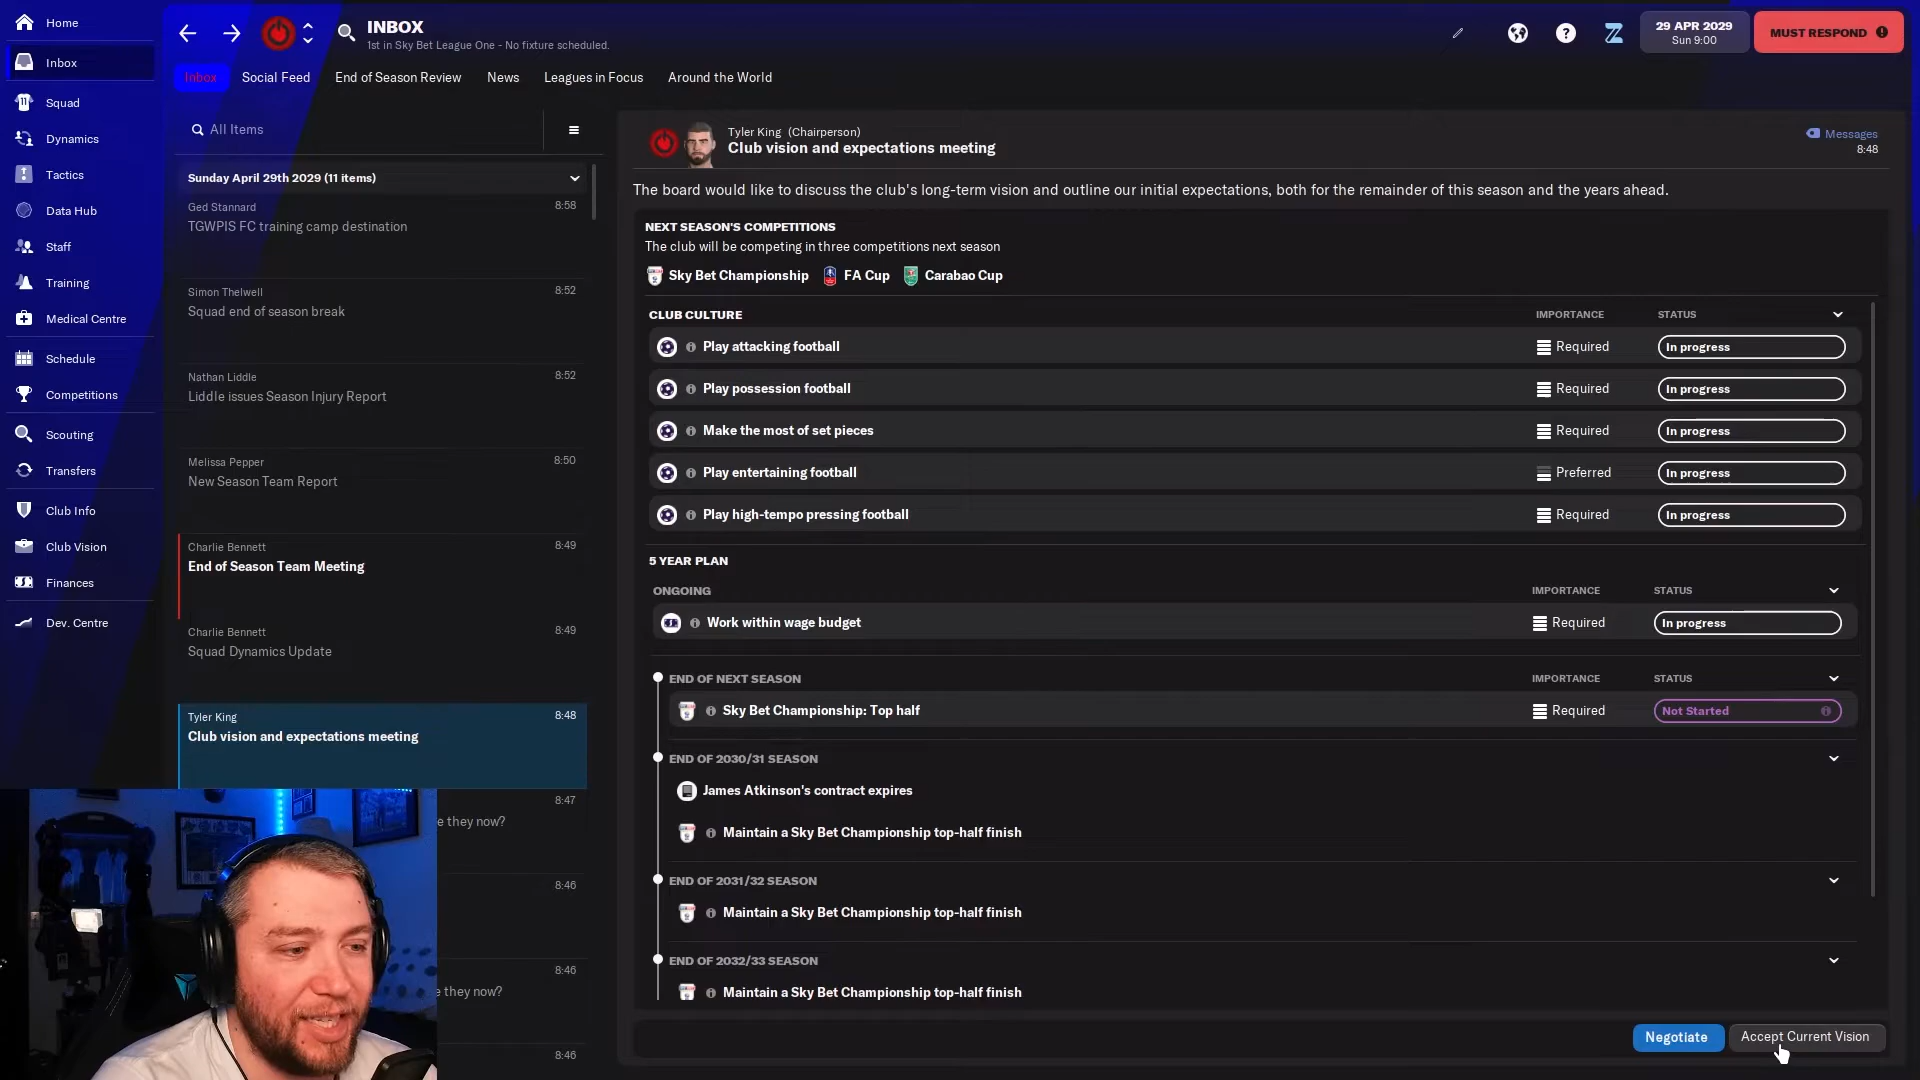 Home
Inbox
Squad
Dynamics
Tactics
Data Hub
Staff
Training
Medical Centre
Schedule
Competitions
Scouting
Transfers
Club Info
Club Vision
Finances
Dev. Centre
INBOX
1st in Sky Bet League One - No fixture scheduled.
29 APR 2029
Sun 9:00
MUST RESPOND
Inbox
Social Feed
End of Season Review
News
Leagues in Focus
Around the World
All Items
Sunday April 29th 2029 (11 items)
Ged Stannard 8:58
TGWPIS FC training camp destination
Simon Thelwell 8:52
Squad end of season break
Nathan Liddle 8:52
Liddle issues Season Injury Report
Melissa Pepper 8:50
New Season Team Report
Charlie Bennett 8:49
End of Season Team Meeting
Charlie Bennett 8:49
Squad Dynamics Update
Tyler King 8:48
Club vision and expectations meeting
8:47
e they now?
8:46
8:46
e they now?
8:46
Tyler King (Chairperson)
Club vision and expectations meeting
Messages
8:48
The board would like to discuss the club's long-term vision and outline our initial expectations, both for the remainder of this season and the years ahead.
NEXT SEASON'S COMPETITIONS
The club will be competing in three competitions next season
Sky Bet Championship FA Cup Carabao Cup
CLUB CULTURE IMPORTANCE STATUS
Play attacking football Required In progress
Play possession football Required In progress
Make the most of set pieces Required In progress
Play entertaining football Preferred In progress
Play high-tempo pressing football Required In progress
5 YEAR PLAN
ONGOING IMPORTANCE STATUS
Work within wage budget Required In progress
END OF NEXT SEASON IMPORTANCE STATUS
Sky Bet Championship: Top half Required Not Started
END OF 2030/31 SEASON
James Atkinson's contract expires
Maintain a Sky Bet Championship top-half finish
END OF 2031/32 SEASON
Maintain a Sky Bet Championship top-half finish
END OF 2032/33 SEASON
Maintain a Sky Bet Championship top-half finish
Negotiate
Accept Current Vision